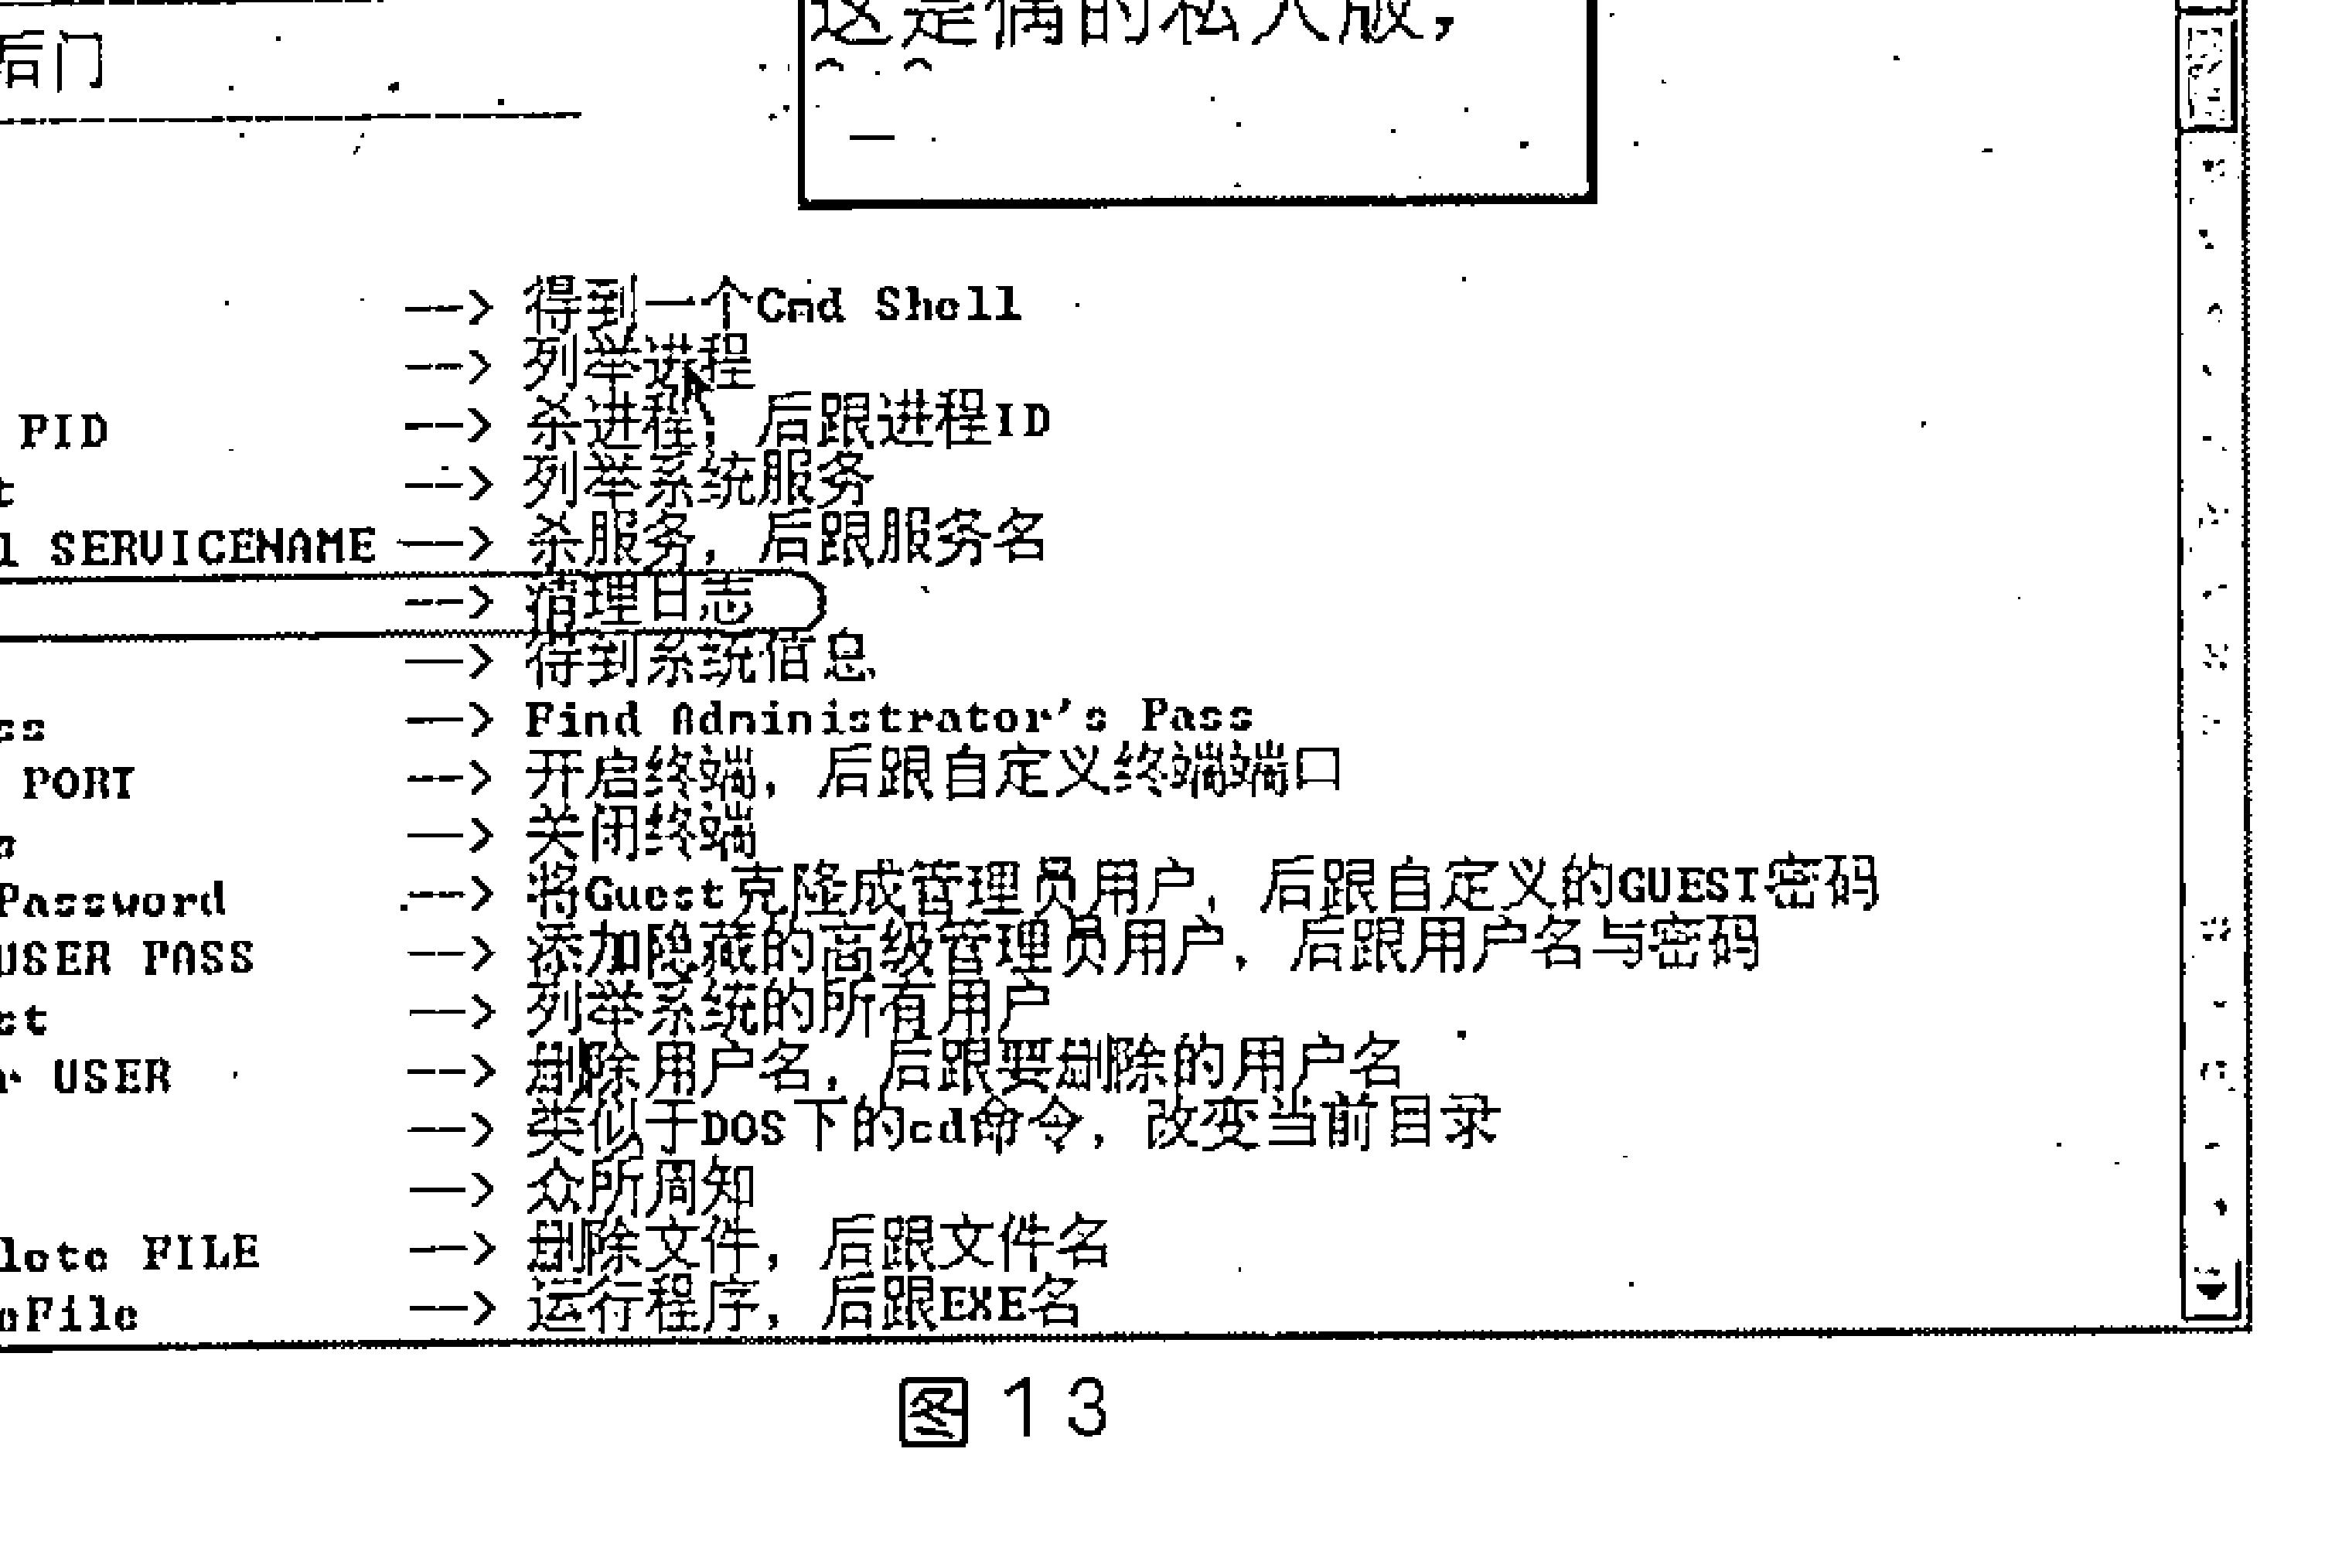 这是偶的私人版，
后门
--> 得到一个Cmd Shell
--> 列举进程
PID --> 杀进程，后跟进程ID
t --> 列举系统服务
l SERVICENAME --> 杀服务，后跟服务名
--> 清理日志
--> 得到系统信息
ss --> Find Administrator's Pass
PORT --> 开启终端，后跟自定义终端端口
s --> 关闭终端
Password --> 将Guest克隆成管理员用户，后跟自定义的GUEST密码
USER PASS --> 添加隐藏的高级管理员用户，后跟用户名与密码
st --> 列举系统的所有用户
r USER --> 删除用户名，后跟要删除的用户名
--> 类似于DOS下的cd命令，改变当前目录
--> 众所周知
lete FILE --> 删除文件，后跟文件名
eFile --> 运行程序，后跟EXE名
图13